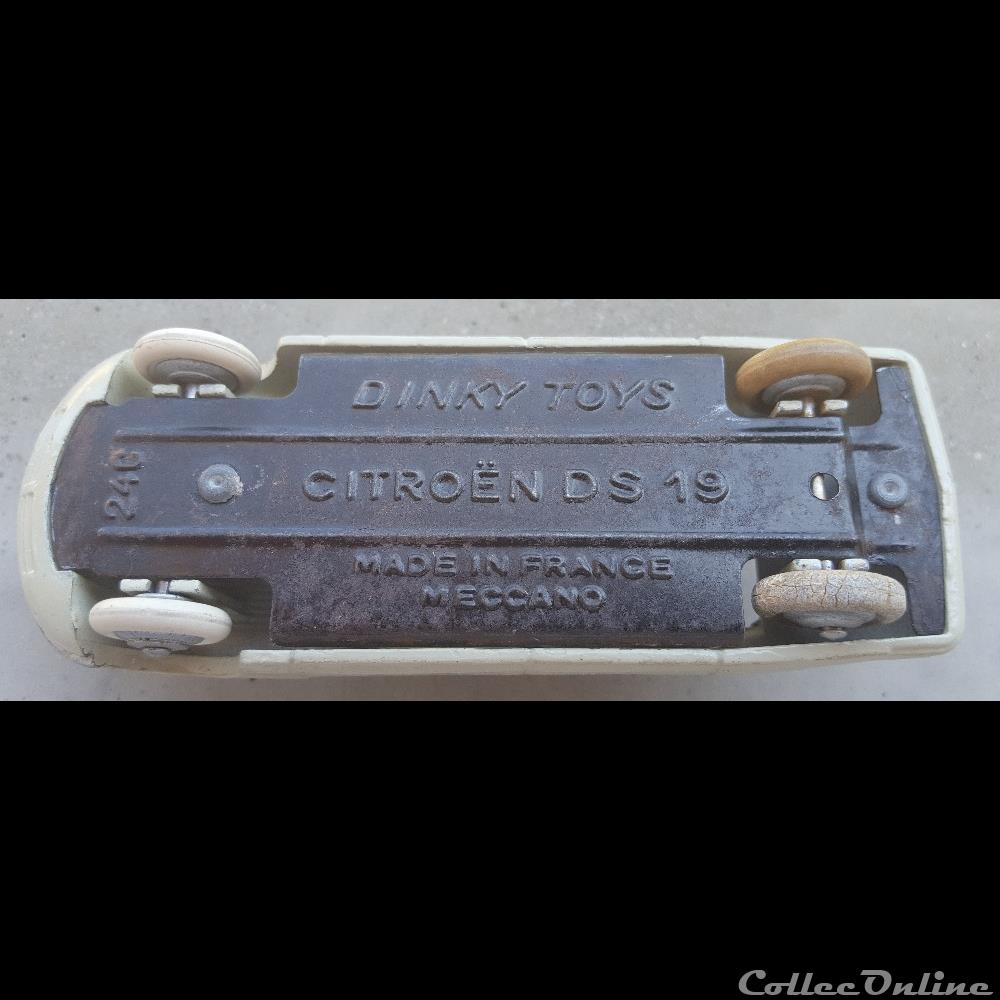 DINKY TOYS
24C
CITROËN DS 19
MADE IN FRANCE
MECCANO
CollecOnline